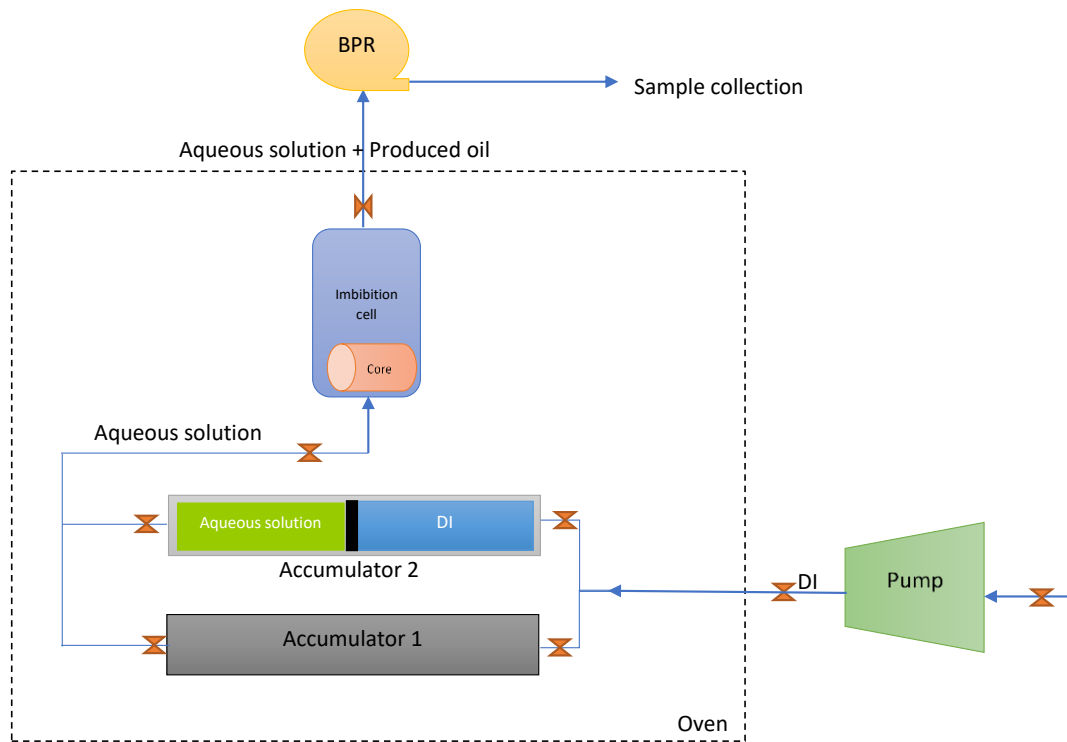 BPR
Sample collection
Aqueous solution + Produced oil
Imbibition
cell
Core
Aqueous solution
Aqueous solution
DI
Accumulator 2
DI
Pump
Accumulator 1
Oven